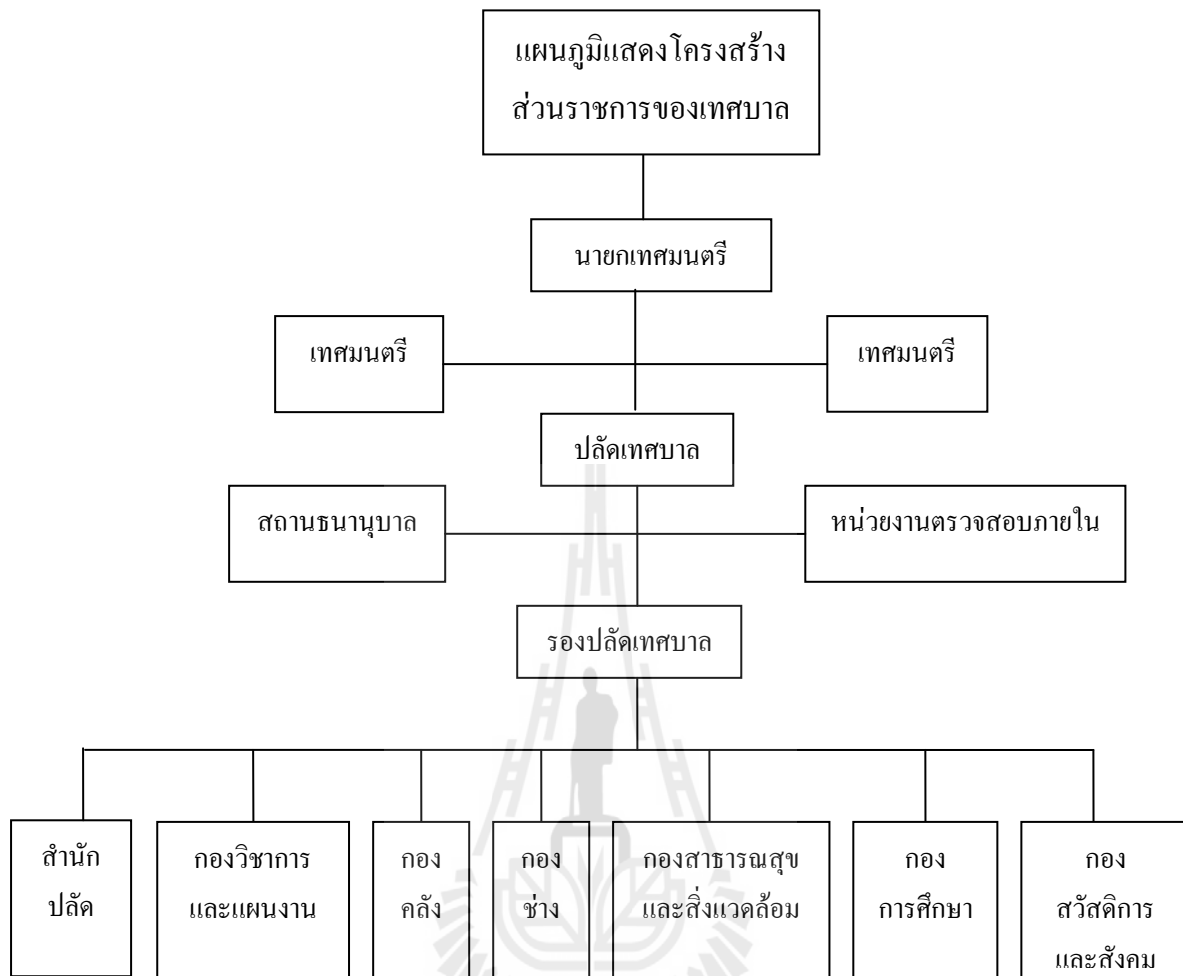 แผนภูมิแสดงโครงสร้าง
ส่วนราชการของเทศบาล
นายกเทศมนตรี
เทศมนตรี
เทศมนตรี
ปลัดเทศบาล
สถานธนานุบาล
หน่วยงานตรวจสอบภายใน
รองปลัดเทศบาล
สำนัก
ปลัด
กองวิชาการ
และแผนงาน
กอง
คลัง
กอง
ช่าง
กองสาธารณสุข
และสิ่งแวดล้อม
กอง
การศึกษา
กอง
สวัสดิการ
และสังคม